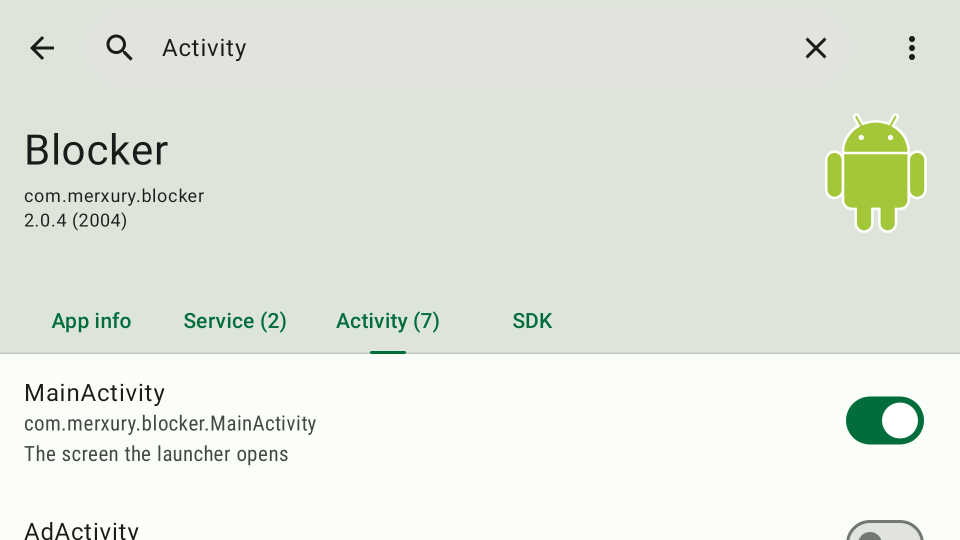 Activity
Blocker
com.merxury.blocker
2.0.4 (2004)
App info
Service (2)
Activity (7)
SDK
MainActivity
com.merxury.blocker.MainActivity
The screen the launcher opens
AdActivity